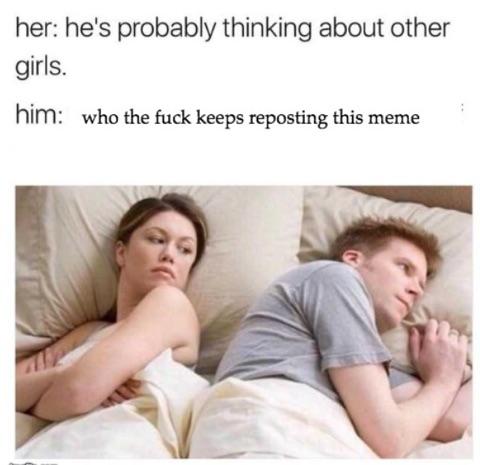 her: he's probably thinking about other
girls.
him: who the fuck keeps reposting this meme